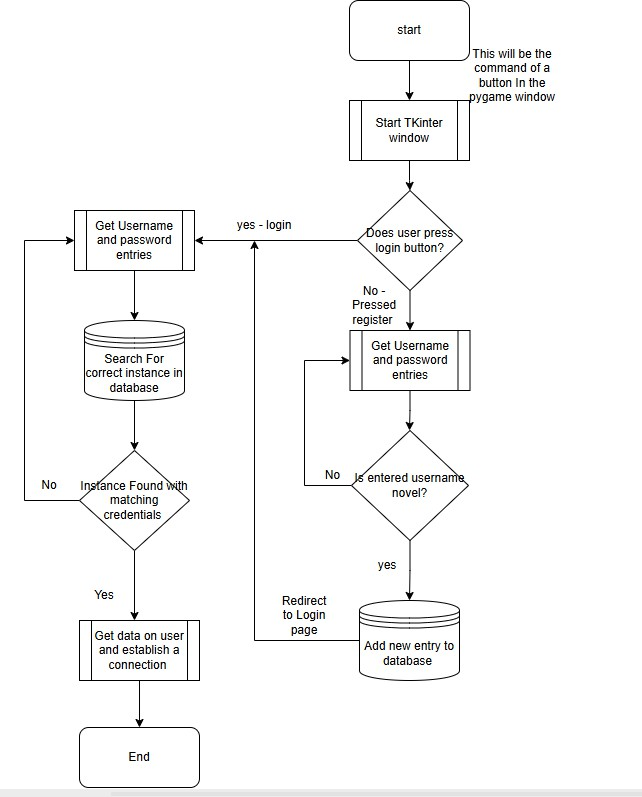 start
This will be the
command of a
button In the
pygame window
Start TKinter
window
Does user press
login button?
yes - login
Get Username
and password
entries
No -
Pressed
register
Get Username
and password
entries
Search For
correct instance in
database
No
Is entered username
novel?
No
Instance Found with
matching
credentials
yes
Yes
Redirect
to Login
page
Add new entry to
database
Get data on user
and establish a
connection
End